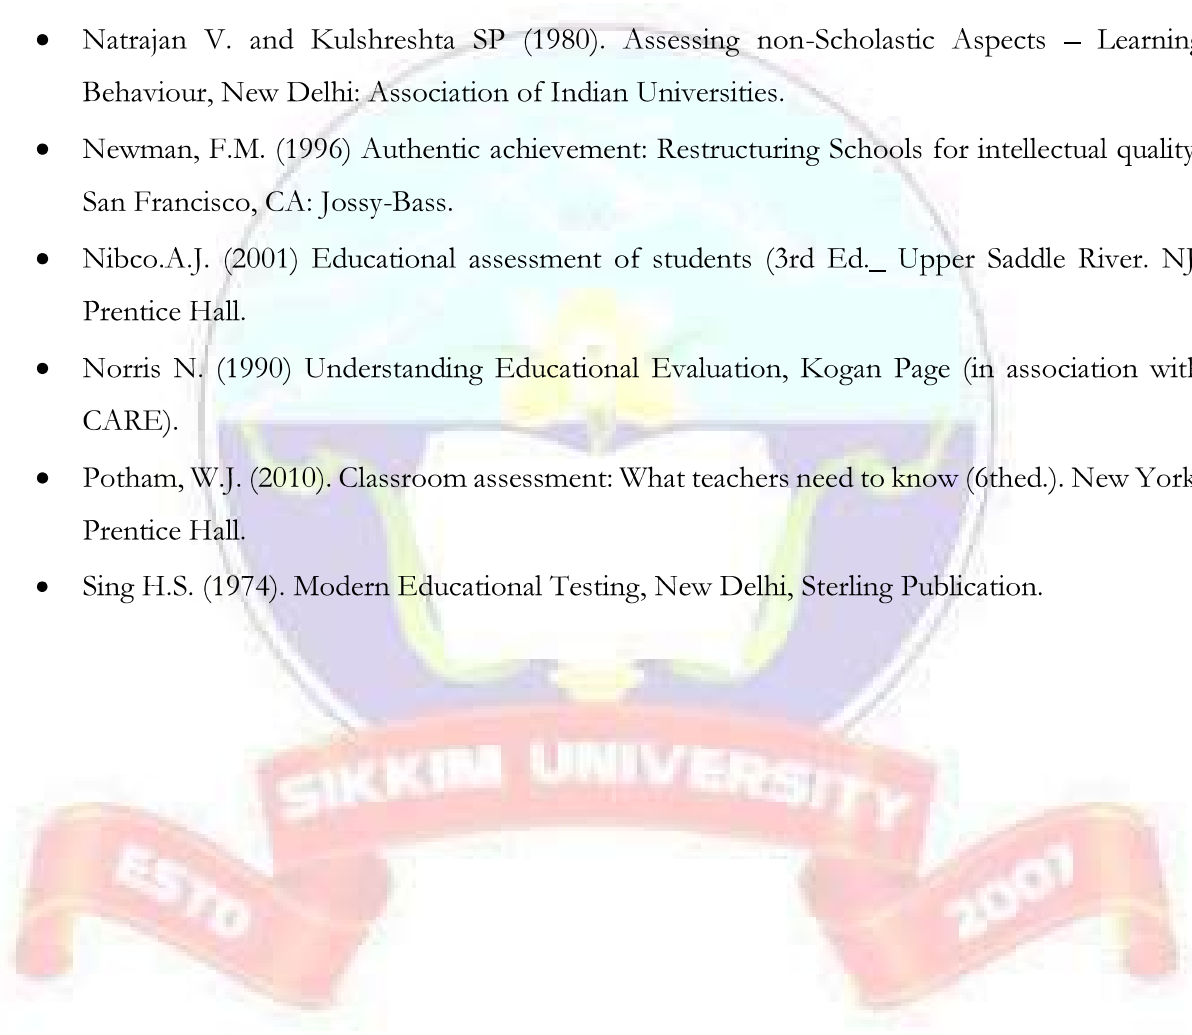 • Natrajan V. and Kulshreshta SP (1980). Assessing non-Scholastic Aspects – Learning
Behaviour, New Delhi: Association of Indian Universities.
• Newman, F.M. (1996) Authentic achievement: Restructuring Schools for intellectual quality
San Francisco, CA: Jossy-Bass.
• Nibco.A.J. (2001) Educational assessment of students (3rd Ed._ Upper Saddle River. NJ
Prentice Hall.
• Norris N. (1990) Understanding Educational Evaluation, Kogan Page (in association with
CARE).
• Potham, W.J. (2010). Classroom assessment: What teachers need to know (6thed.). New York
Prentice Hall.
• Sing H.S. (1974). Modern Educational Testing, New Delhi, Sterling Publication.
SIKKIM UNIVERSITY
ESTD
2007